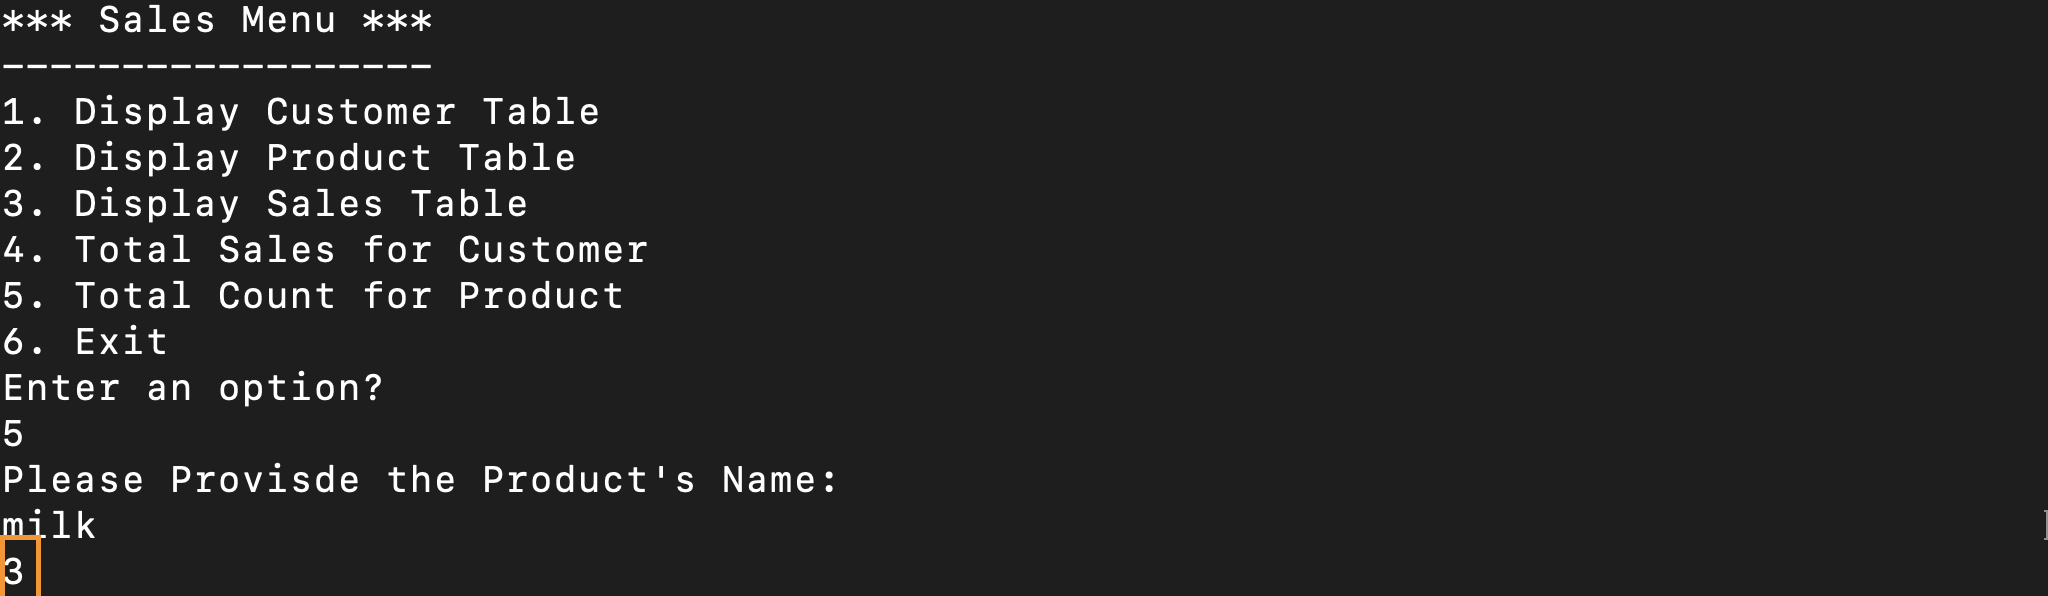 *** Sales Menu ***
------------------
1. Display Customer Table
2. Display Product Table
3. Display Sales Table
4. Total Sales for Customer
5. Total Count for Product
6. Exit
Enter an option?
5
Please Provisde the Product's Name:
milk
3